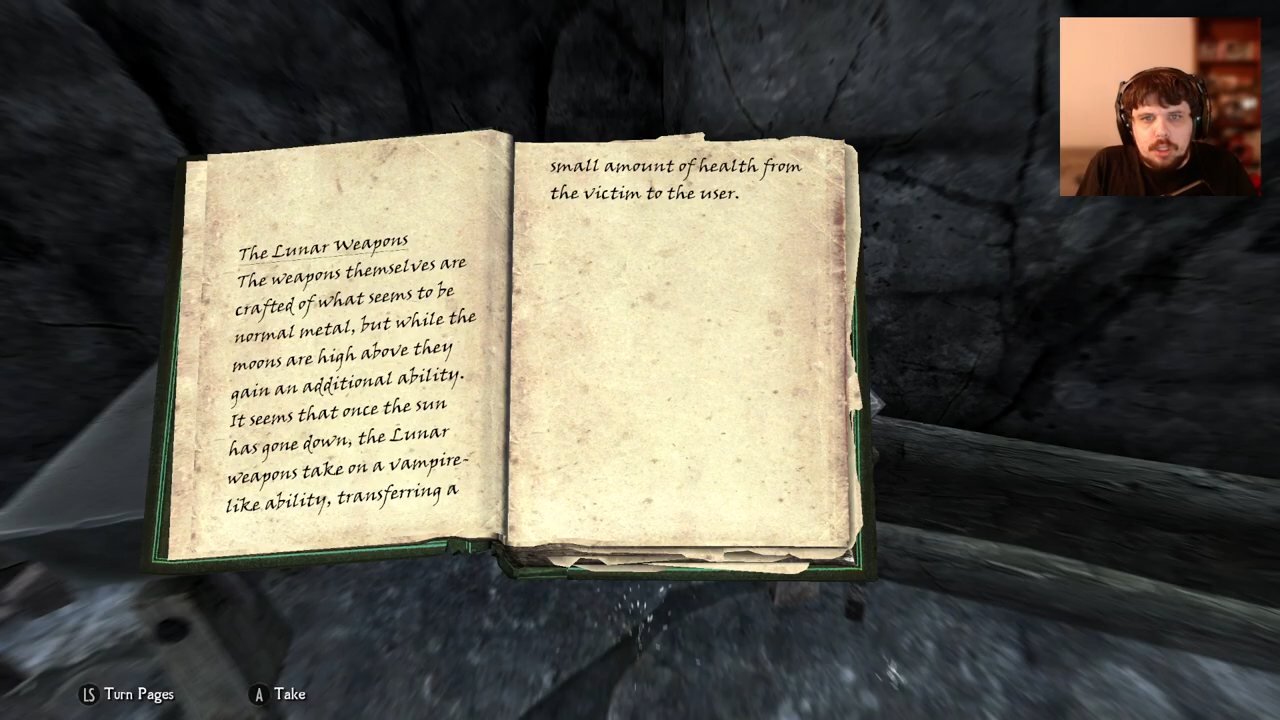 The Lunar Weapons
The weapons themselves are
crafted of what seems to be
normal metal, but while the
moons are high above they
gain an additional ability.
It seems that once the sun
has gone down, the Lunar
weapons take on a vampire-
like ability, transferring a
small amount of health from
the victim to the user.
LS Turn Pages
A Take